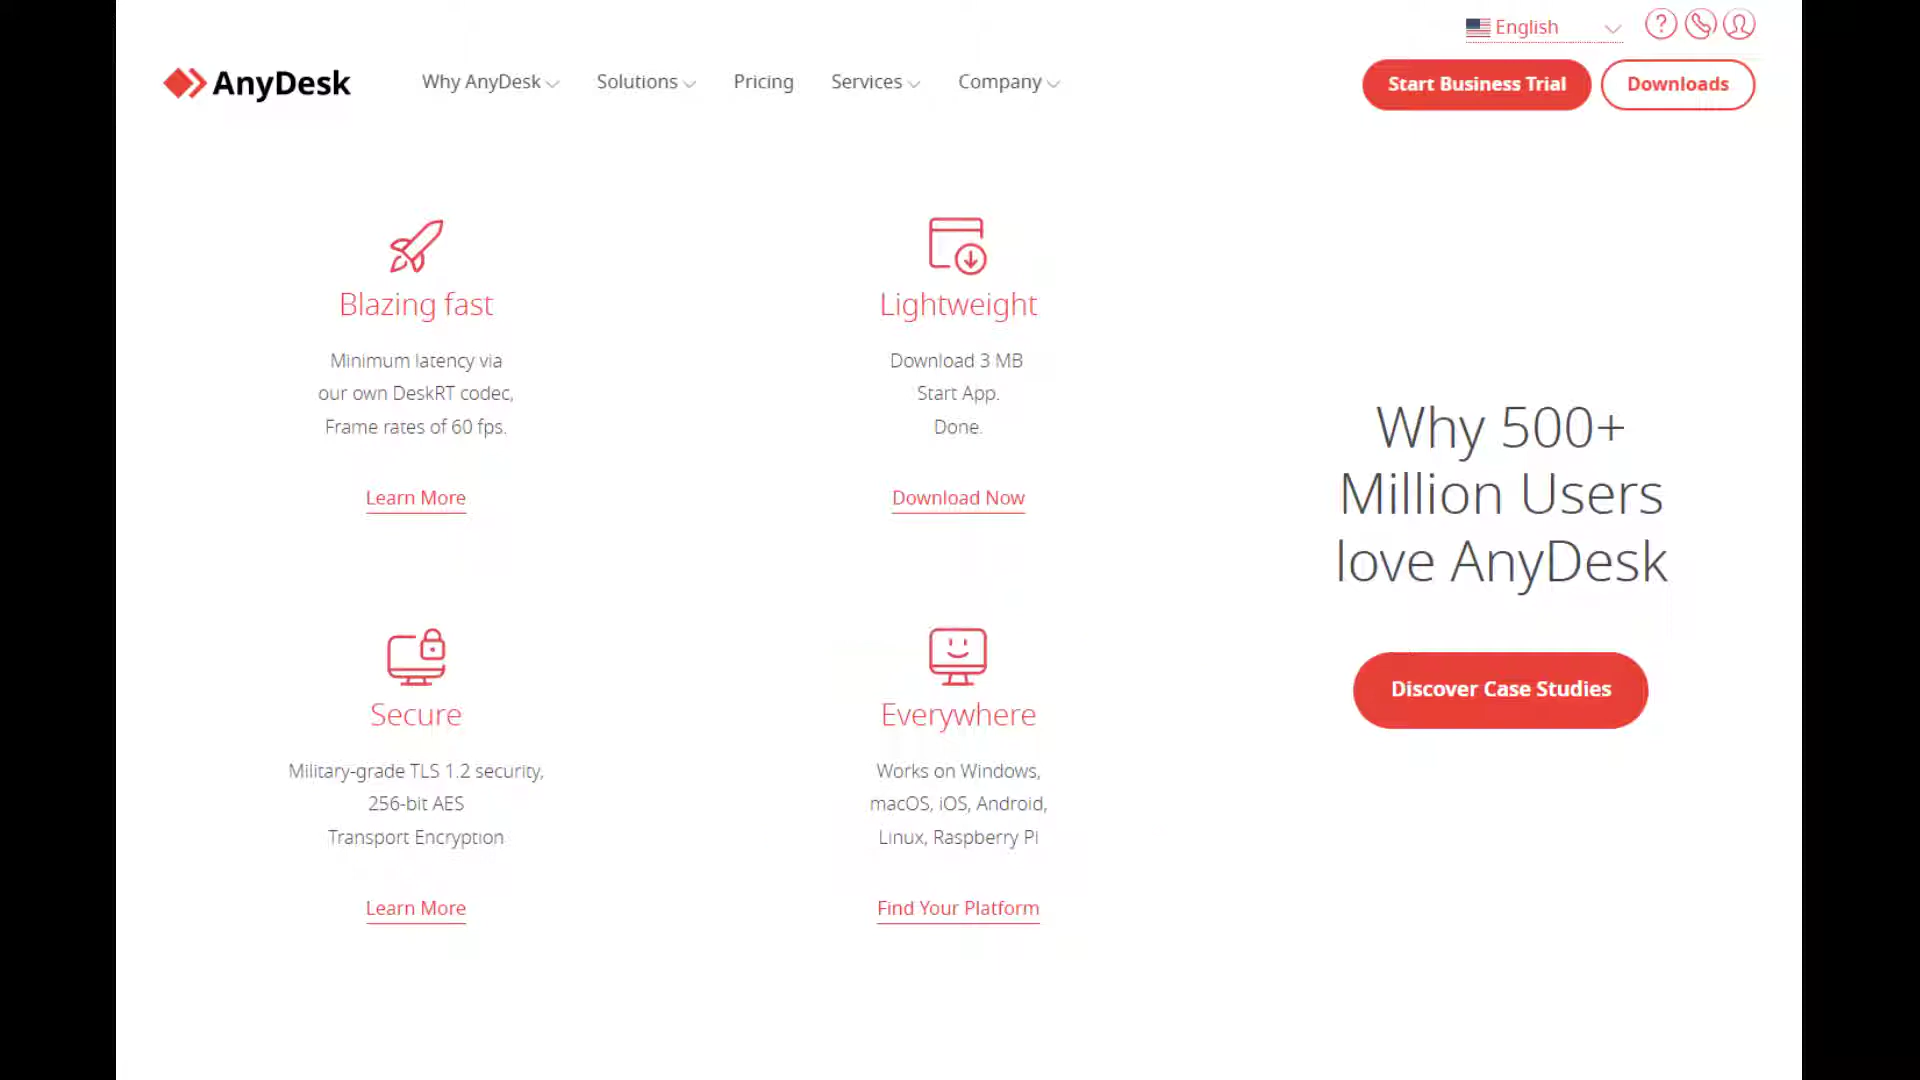 English
AnyDesk
Why AnyDesk
Solutions
Pricing
Services
Company
Start Business Trial
Downloads
Blazing fast
Minimum latency via
our own DeskRT codec,
Frame rates of 60 fps.
Learn More
Lightweight
Download 3 MB
Start App.
Done.
Download Now
Secure
Military-grade TLS 1.2 security,
256-bit AES
Transport Encryption
Learn More
Everywhere
Works on Windows,
macOS, iOS, Android,
Linux, Raspberry Pi
Find Your Platform
Why 500+
Million Users
love AnyDesk
Discover Case Studies